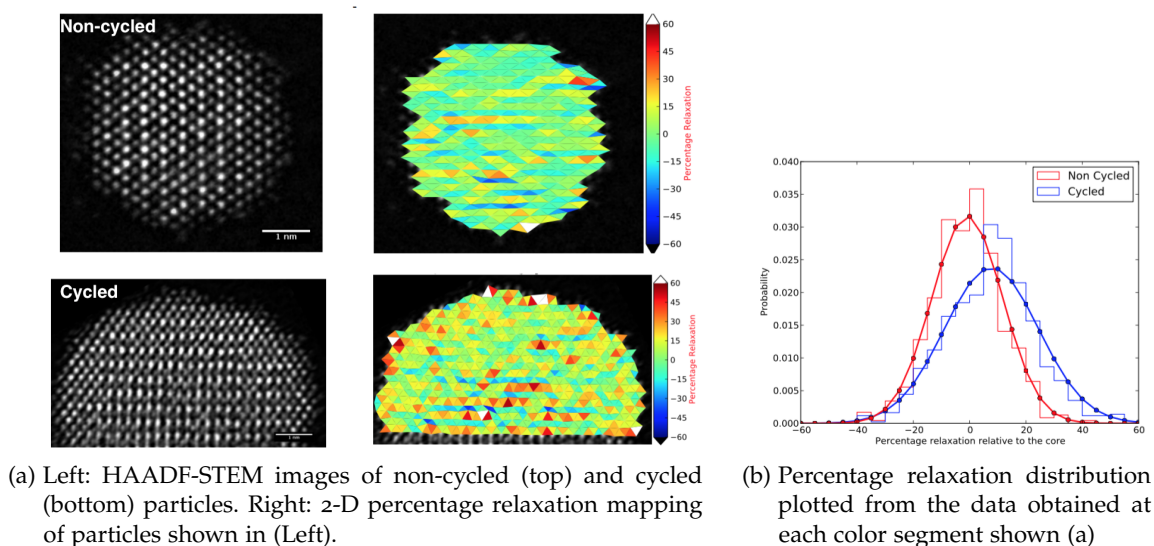 Non-cycled
1 nm
60
45
30
15
0
−15
−30
−45
−60
Percentage Relaxation
Cycled
1 nm
60
45
30
15
0
−15
−30
−45
−60
Percentage Relaxation
(a) Left: HAADF-STEM images of non-cycled (top) and cycled
(bottom) particles. Right: 2-D percentage relaxation mapping
of particles shown in (Left).
0.040
0.035
0.030
0.025
0.020
0.015
0.010
0.005
0.000
Probability
Non Cycled
Cycled
−60 −40 −20 0 20 40 60
Percentage relaxation relative to the core
(b) Percentage relaxation distribution
plotted from the data obtained at
each color segment shown (a)